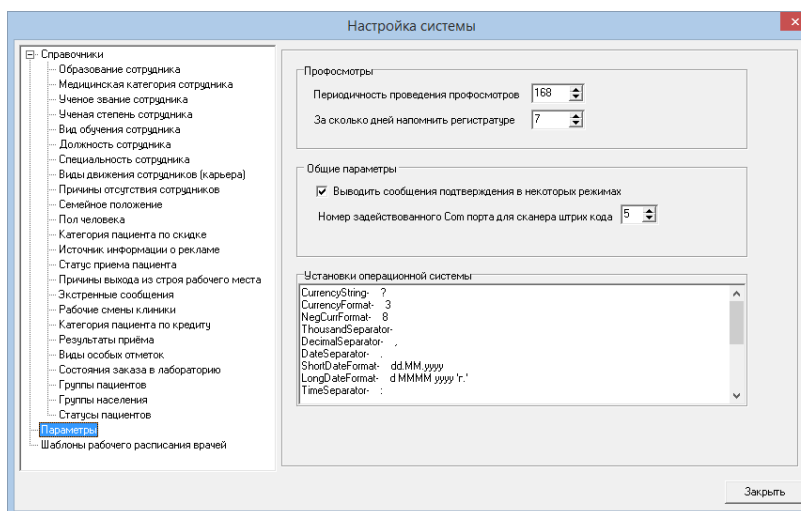 Настройка системы
Справочники
Образование сотрудника
Медицинская категория сотрудника
Ученое звание сотрудника
Ученая степень сотрудника
Вид обучения сотрудника
Должность сотрудника
Специальность сотрудника
Виды движения сотрудников (карьера)
Причины отсутствия сотрудников
Семейное положение
Пол человека
Категория пациента по скидке
Источник информации о рекламе
Статус приема пациента
Причины выхода из строя рабочего места
Экстренные сообщения
Рабочие смены клиники
Категория пациента по кредиту
Результаты приёма
Виды особых отметок
Состояния заказа в лабораторию
Группы пациентов
Группы населения
Статусы пациентов
Параметры
Шаблоны рабочего расписания врачей
Профосмотры
Периодичность проведения профосмотров 168
За сколько дней напомнить регистратуре 7
Общие параметры
Выводить сообщения подтверждения в некоторых режимах
Номер задействованного Com порта для сканера штрих кода 5
Установки операционной системы
CurrencyString- ?
CurrencyFormat- 3
NegCurrFormat- 8
ThousandSeparator-
DecimalSeparator- ,
DateSeparator- .
ShortDateFormat- dd.MM.yyyy
LongDateFormat- d MMMM yyyy 'г.'
TimeSeparator- :
Закрыть